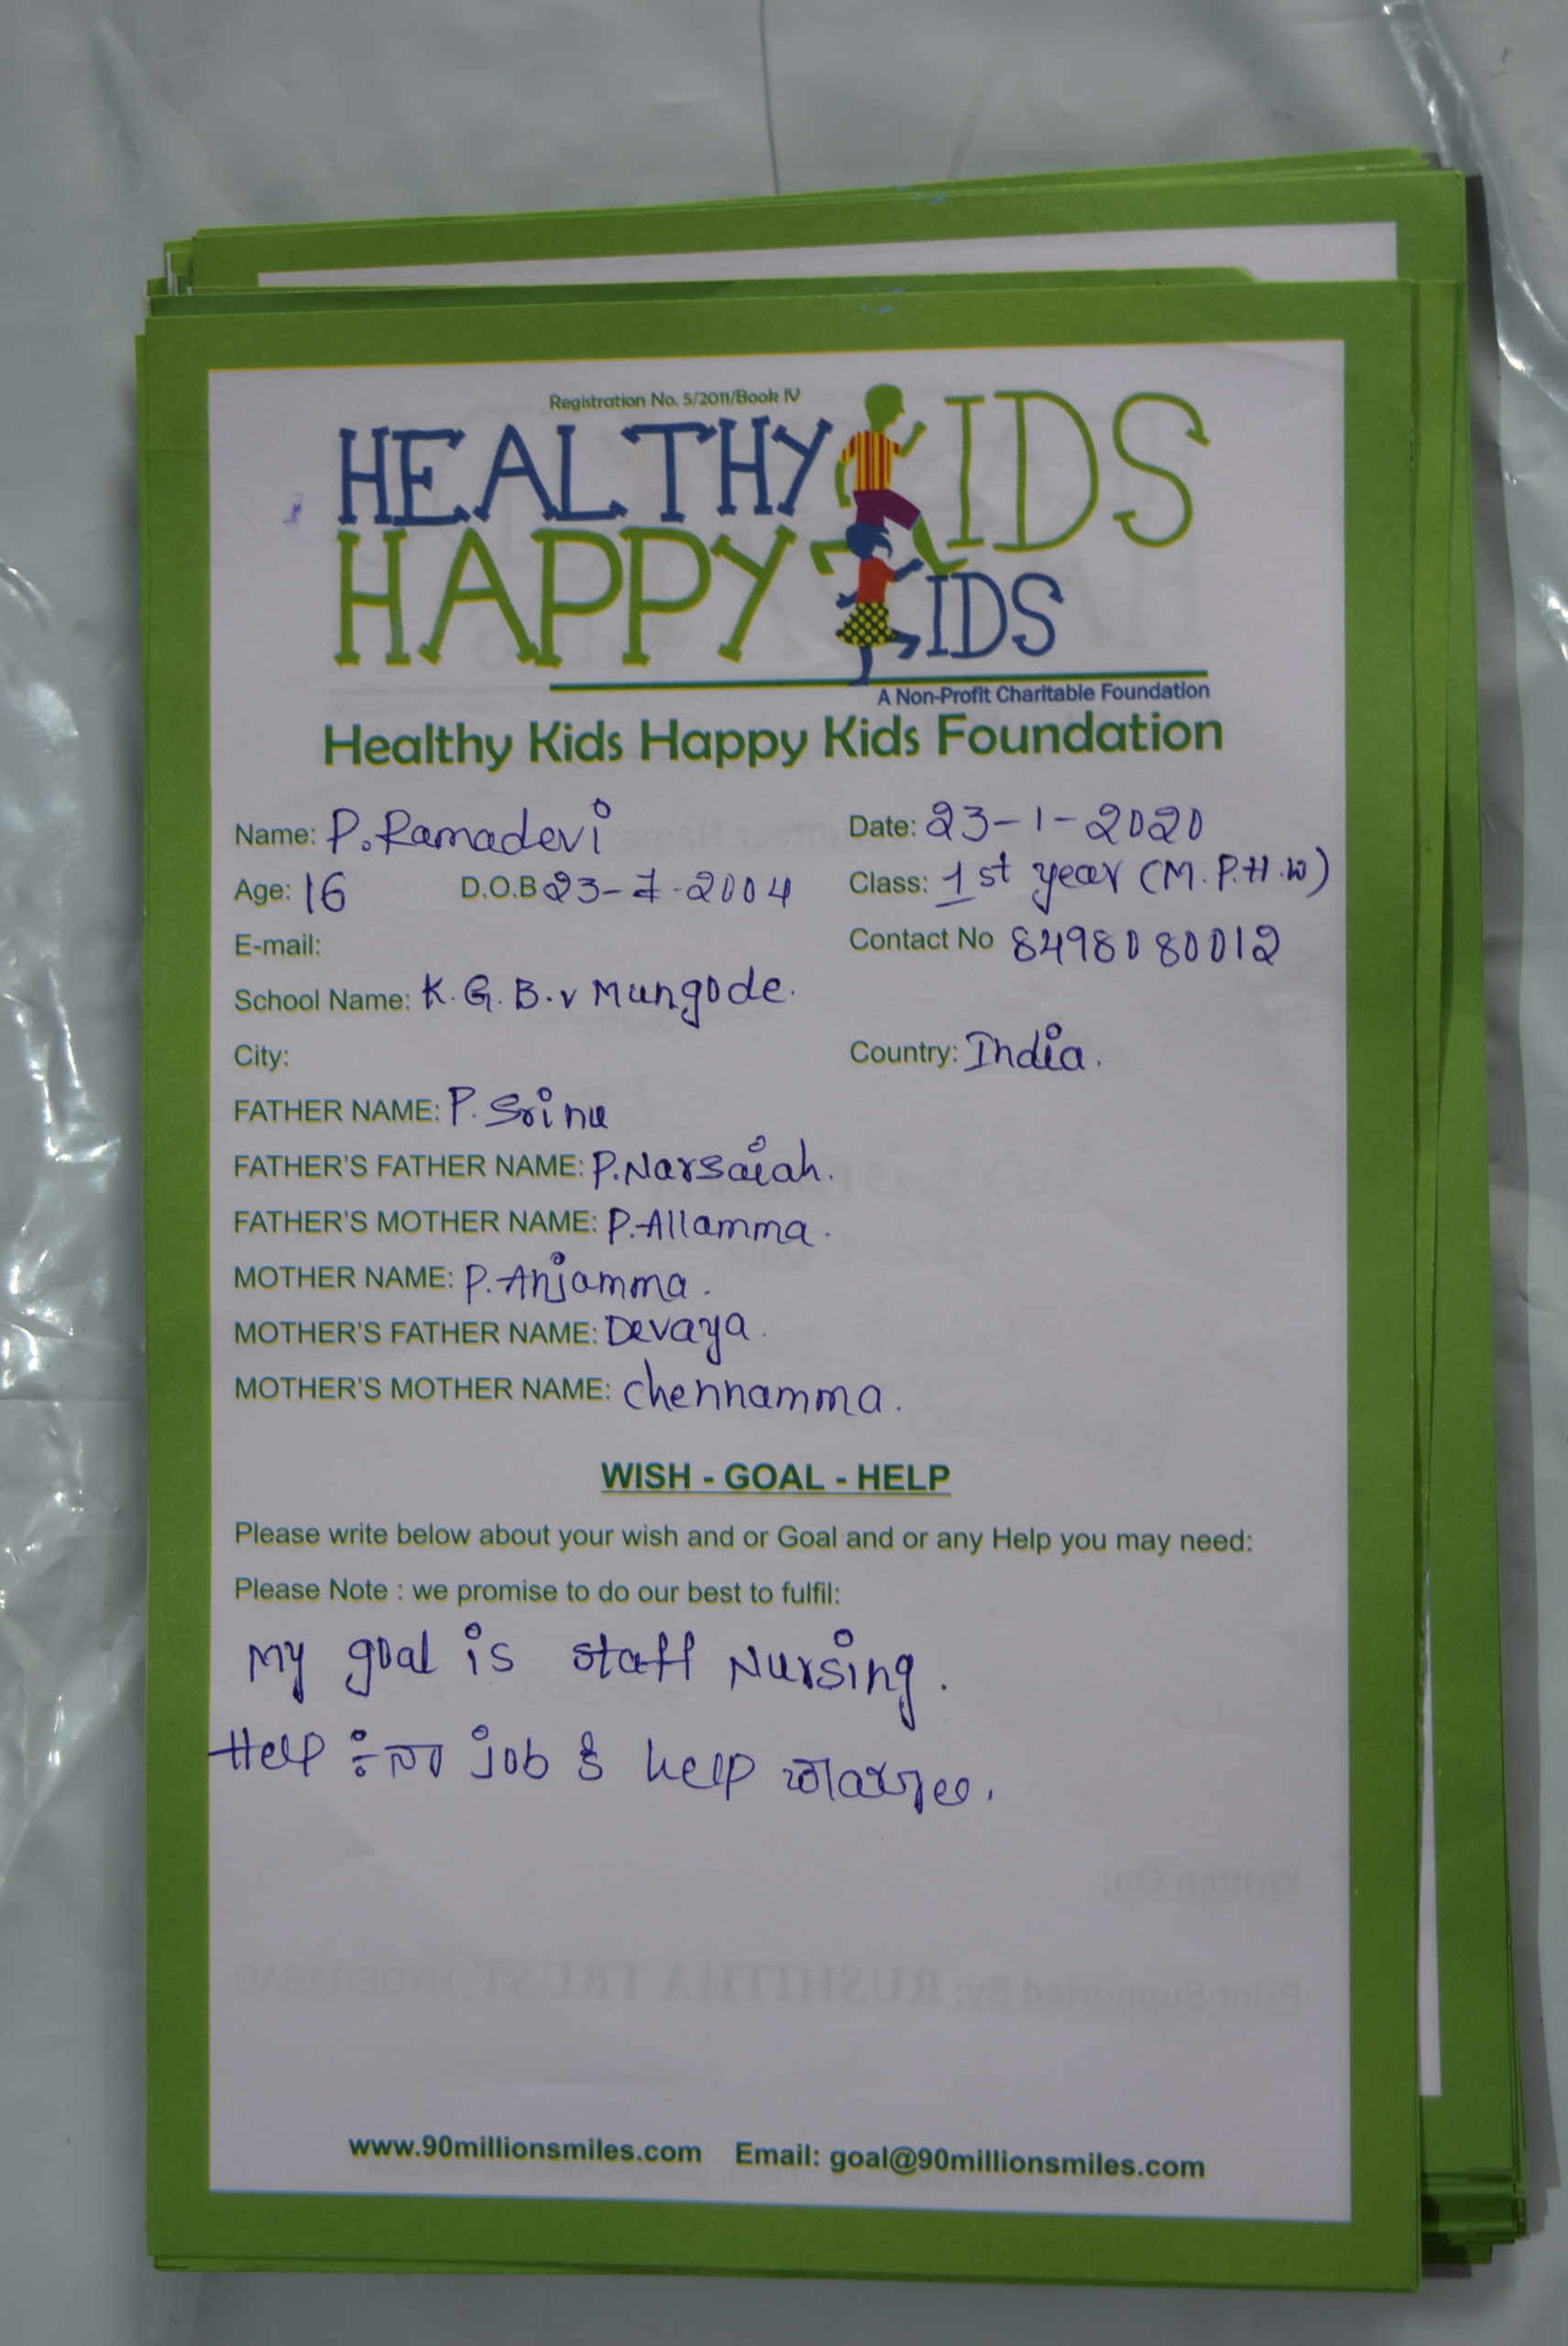 Registration No. 5/2011/Book IV
HEALTHY KIDS
HAPPY KIDS
A Non-Profit Charitable Foundation
Healthy Kids Happy Kids Foundation
Name: P. Ramadevi Date: 23-1-2020
Age: 16 D.O.B 23-7-2004 Class: 1st year (M.P.H.W)
E-mail: Contact No 8498080012
School Name: K.G.B.v Mungode.
City: Country: India.
FATHER NAME: P. Srinu
FATHER'S FATHER NAME: P. Narsaiah.
FATHER'S MOTHER NAME: P. Allamma.
MOTHER NAME: P. Anjamma.
MOTHER'S FATHER NAME: Devaya.
MOTHER'S MOTHER NAME: chennamma.
WISH - GOAL - HELP
Please write below about your wish and or Goal and or any Help you may need:
Please Note : we promise to do our best to fulfil:
My goal is staff Nursing.
Help : నా job కి help
www.90millionsmiles.com Email: goal@90millionsmiles.com